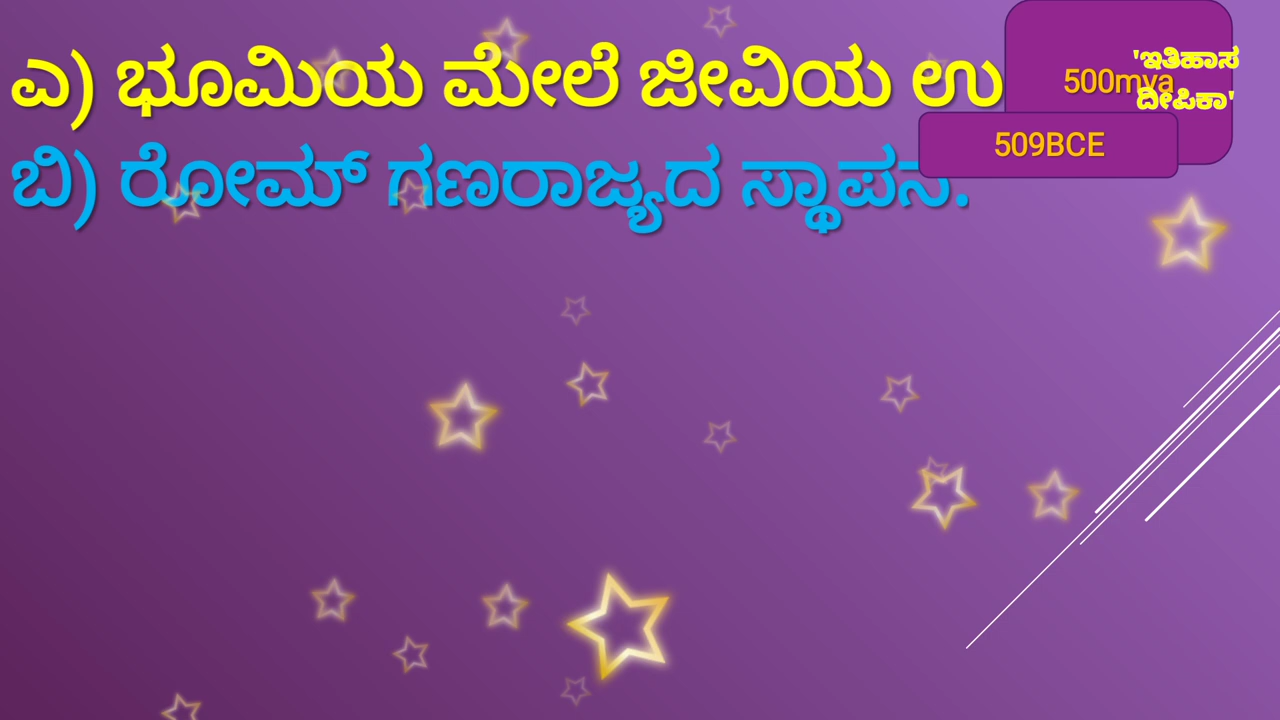 ಎ) ಭೂಮಿಯ ಮೇಲೆ ಜೀವಿಯ
500mya
'ಇತಿಹಾಸ
ದೀಪಿಕಾ'
ಬಿ) ರೋಮ್ ಗಣರಾಜ್ಯದ ಸ್ಥಾಪನೆ.
509BCE